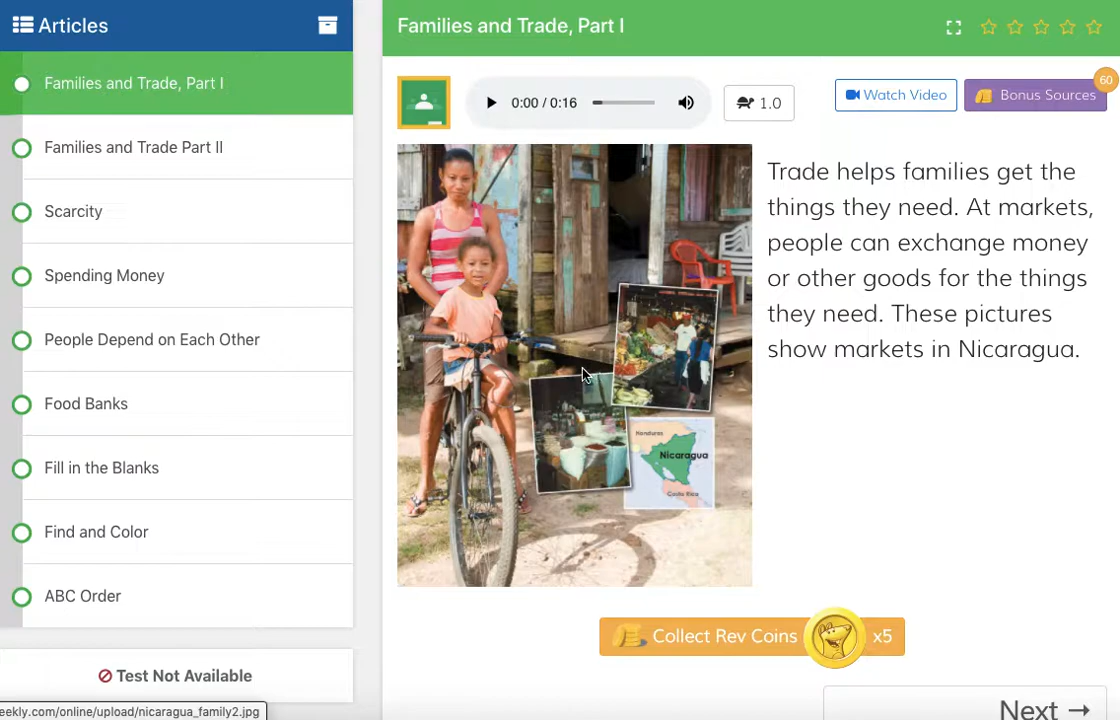 Articles
Families and Trade, Part I
Families and Trade Part II
Scarcity
Spending Money
People Depend on Each Other
Food Banks
Fill in the Blanks
Find and Color
ABC Order
Test Not Available
eekly.com/online/upload/nicaragua_family2.jpg
Families and Trade, Part I
0:00 / 0:16
1.0
Watch Video
Bonus Sources
60
Trade helps families get the
things they need. At markets,
people can exchange money
or other goods for the things
they need. These pictures
show markets in Nicaragua.
Honduras
Nicaragua
Costa Rica
Collect Rev Coins
x5
Next →